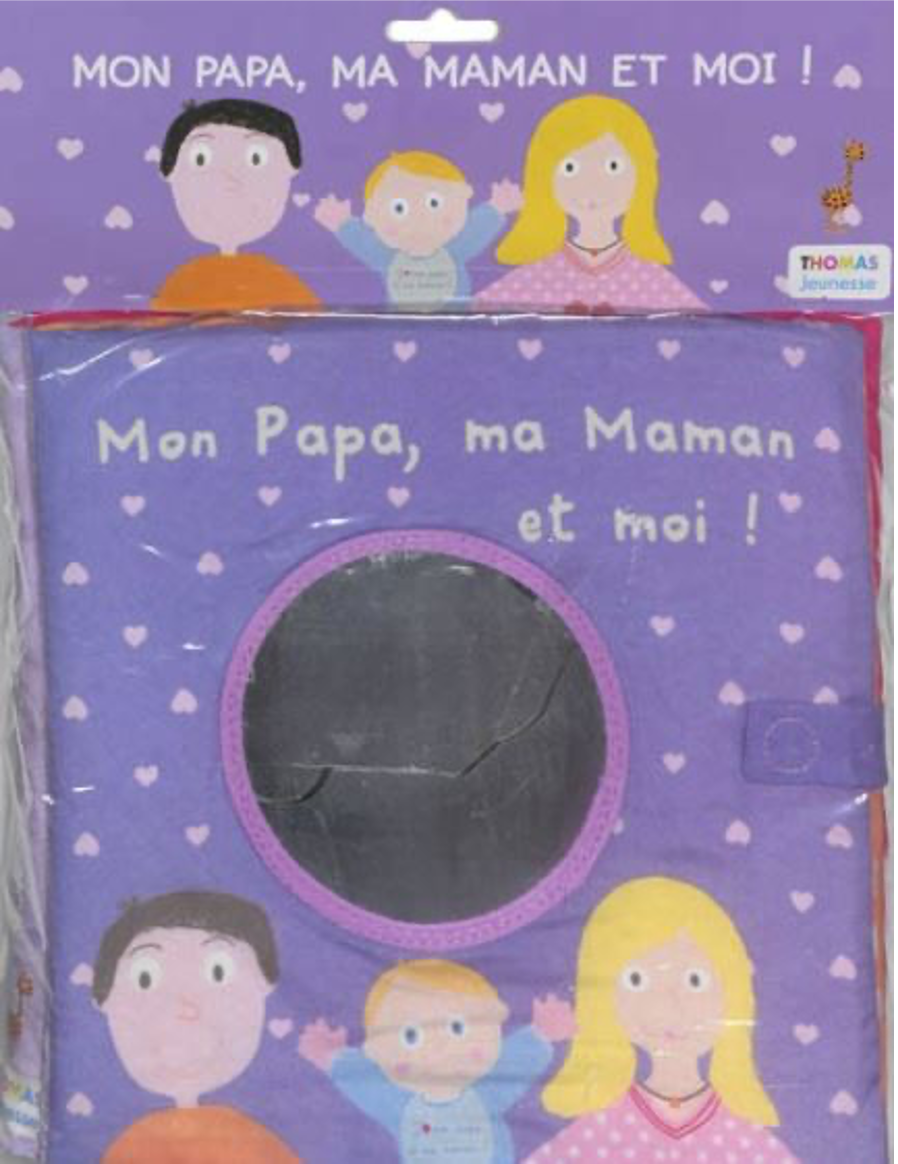 MON PAPA, MA MAMAN ET MOI !
THOMAS
Jeunesse
Mon Papa, ma Maman
et moi !